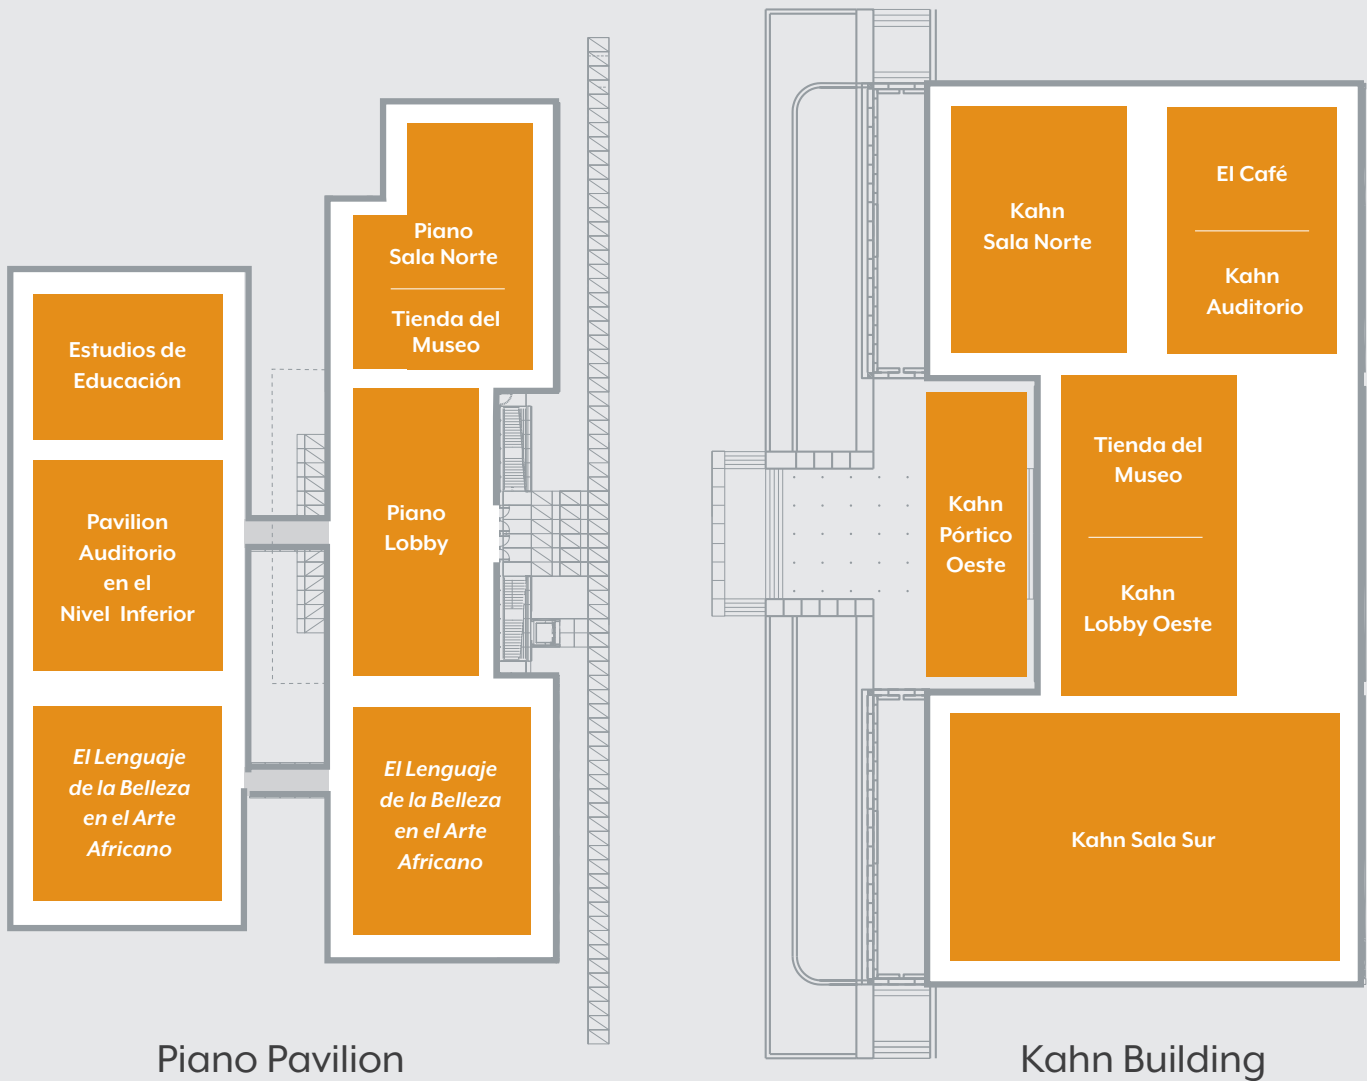 Piano
Sala Norte
Tienda del
Museo
Estudios de
Educación
Pavilion
Auditorio
en el
Nivel Inferior
Piano
Lobby
El Lenguaje
de la Belleza
en el Arte
Africano
El Lenguaje
de la Belleza
en el Arte
Africano
Piano Pavilion
Kahn
Sala Norte
El Café
Kahn
Auditorio
Tienda del
Museo
Kahn
Lobby Oeste
Kahn
Pórtico
Oeste
Kahn Sala Sur
Kahn Building